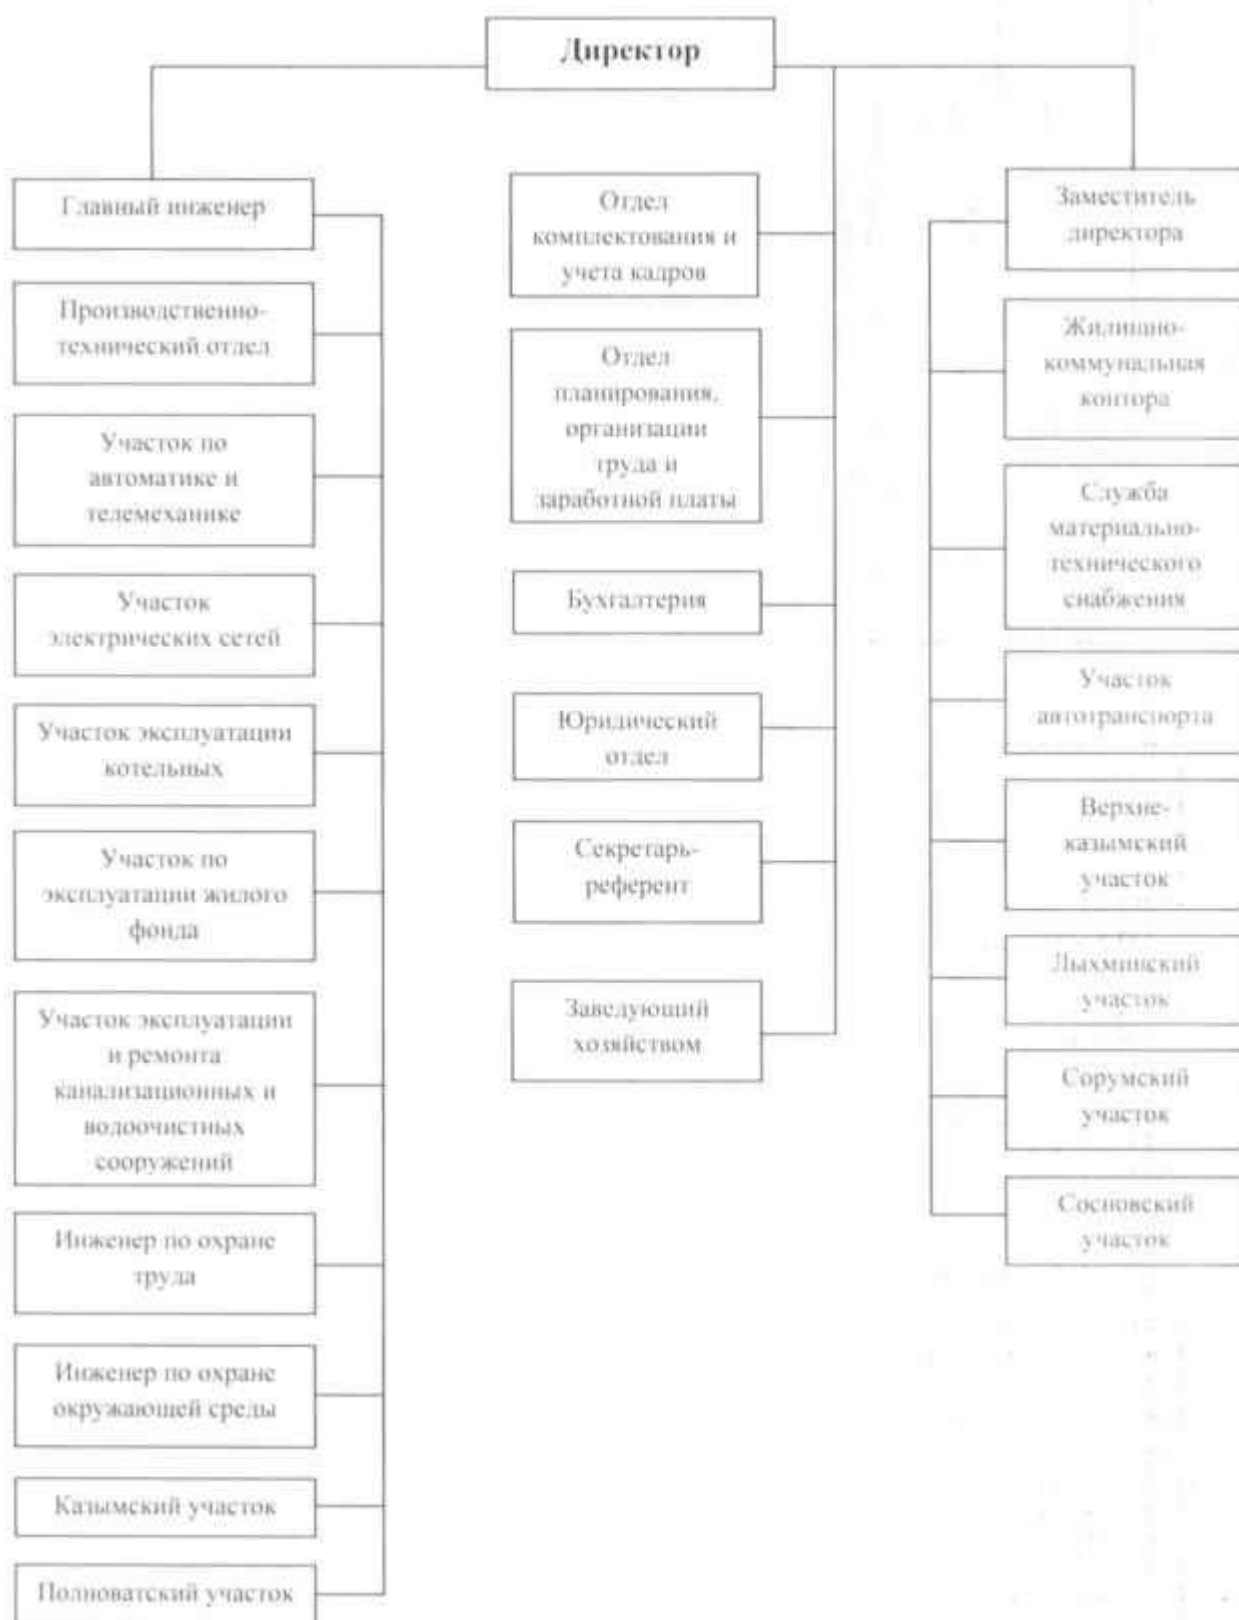 Директор
Главный инженер
Производственно-
технический отдел
Участок по
автоматике и
телемеханике
Участок
электрических сетей
Участок эксплуатации
котельных
Участок по
эксплуатации жилого
фонда
Участок эксплуатации
и ремонта
канализационных и
водоочистных
сооружений
Инженер по охране
труда
Инженер по охране
окружающей среды
Казымский участок
Полноватский участок
Отдел
комплектования и
учета кадров
Отдел
планирования,
организации
труда и
заработной платы
Бухгалтерия
Юридический
отдел
Секретарь-
референт
Заведующий
хозяйством
Заместитель
директора
Жилищно-
коммунальная
контора
Служба
материально-
технического
снабжения
Участок
автотранспорта
Верхне-
казымский
участок
Лыхминский
участок
Сорумский
участок
Сосновский
участок